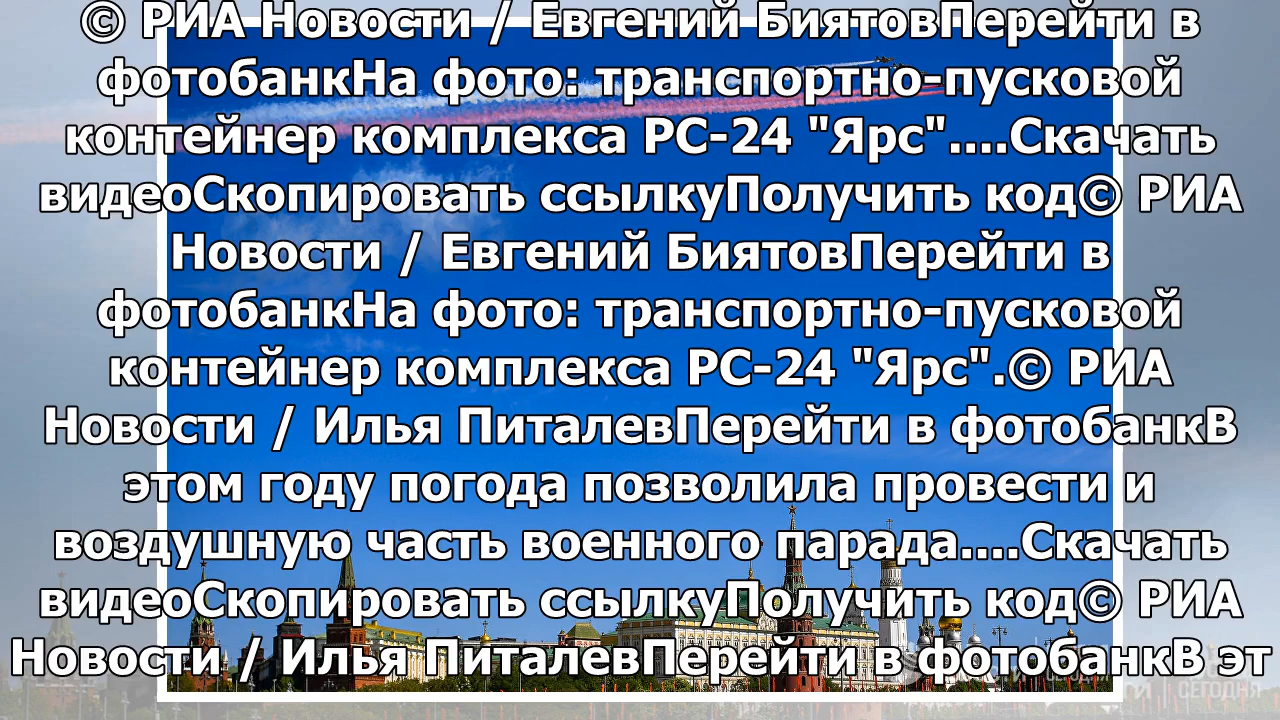 © РИА Новости / Евгений БиятовПерейти в
фотобанкНа фото: транспортно-пусковой
контейнер комплекса РС-24 "Ярс"....Скачать
видеоСкопировать ссылкуПолучить код© РИА
Новости / Евгений БиятовПерейти в
фотобанкНа фото: транспортно-пусковой
контейнер комплекса РС-24 "Ярс".© РИА
Новости / Илья ПиталевПерейти в фотобанкВ
этом году погода позволила провести и
воздушную часть военного парада....Скачать
видеоСкопировать ссылкуПолучить код© РИА
Новости / Илья ПиталевПерейти в фотобанкВ эт
СЕГОДНЯ